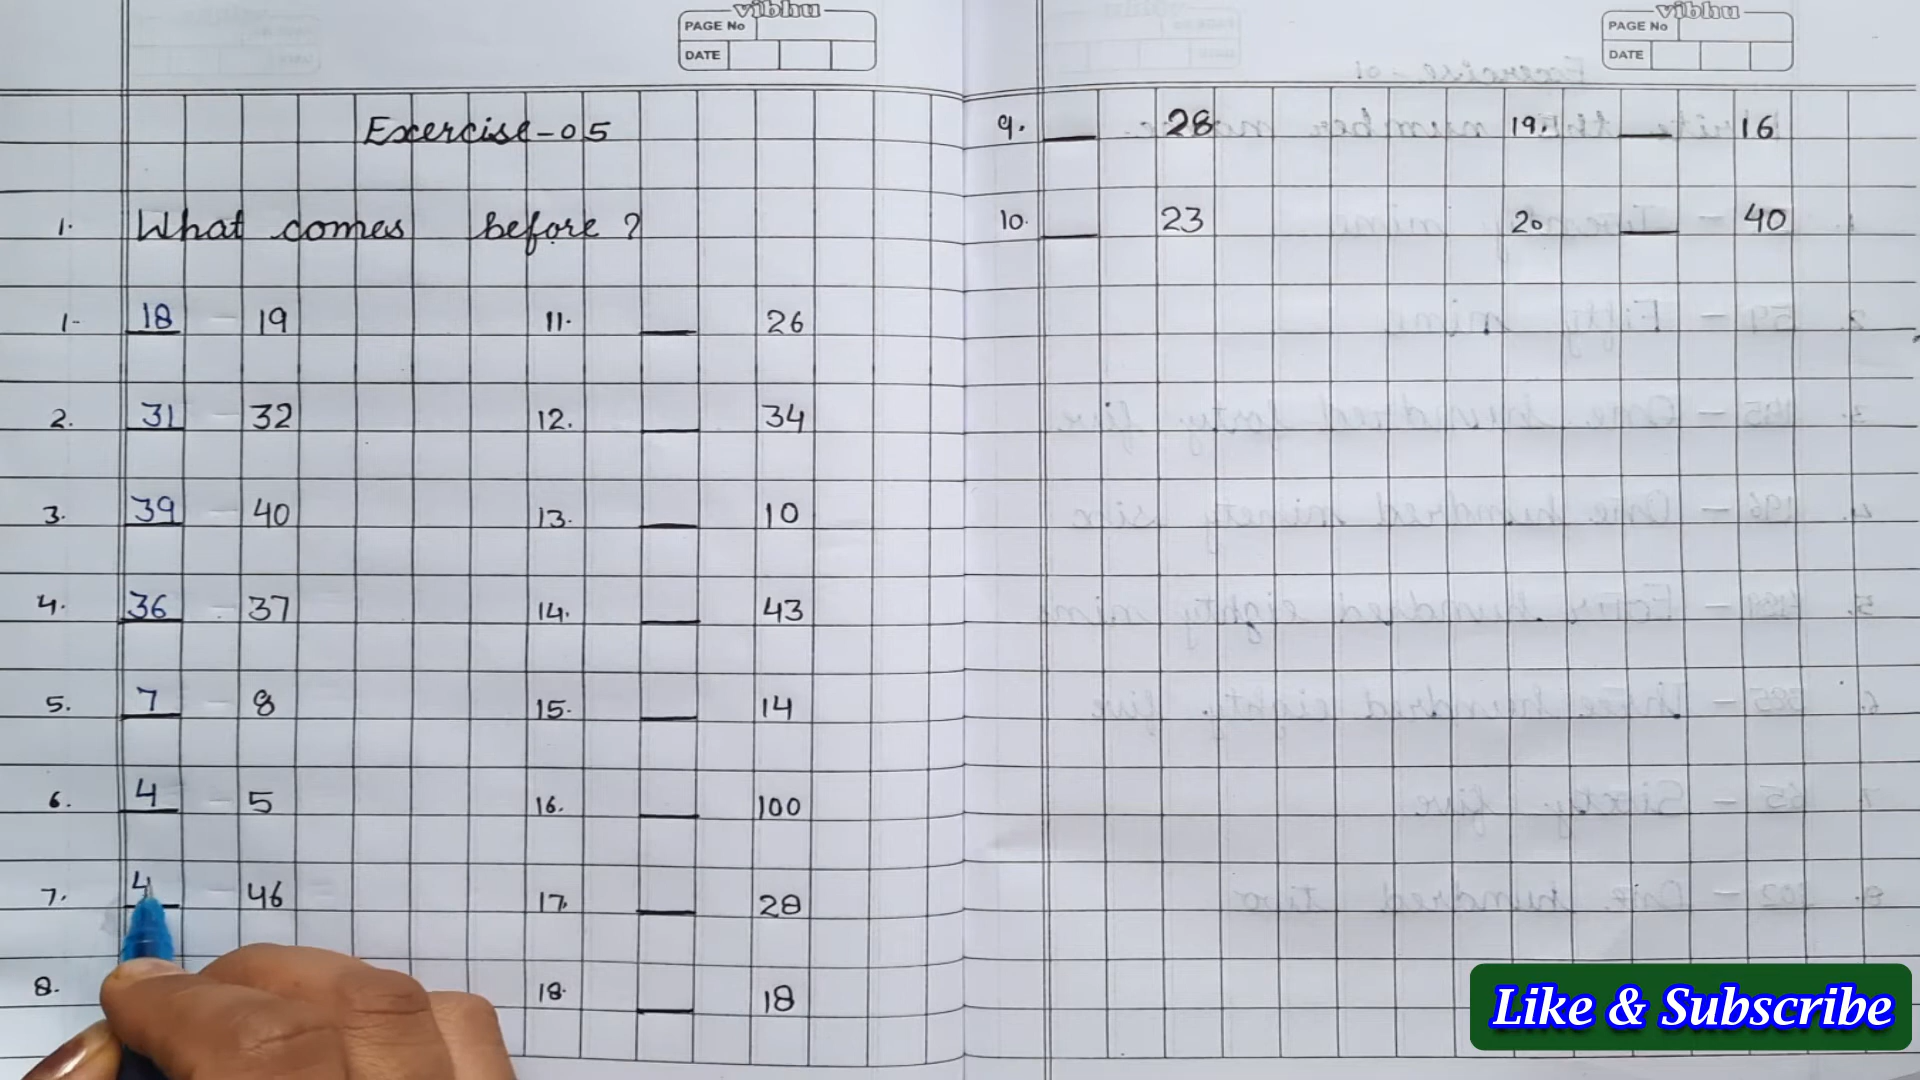 vibhu
PAGE No
DATE
Exercise-05
1. What comes before ?
1. 18 - 19 11. __ 26
2. 31 - 32 12. __ 34
3. 39 - 40 13. __ 10
4. 36 - 37 14. __ 43
5. 7 - 8 15. __ 14
6. 4 - 5 16. __ 100
7. 4 - 46 17. __ 28
8. 18. __ 18
vibhu
PAGE No
DATE
9. __ 28 19. __ 16
10. __ 23 20 __ 40
Like & Subscribe